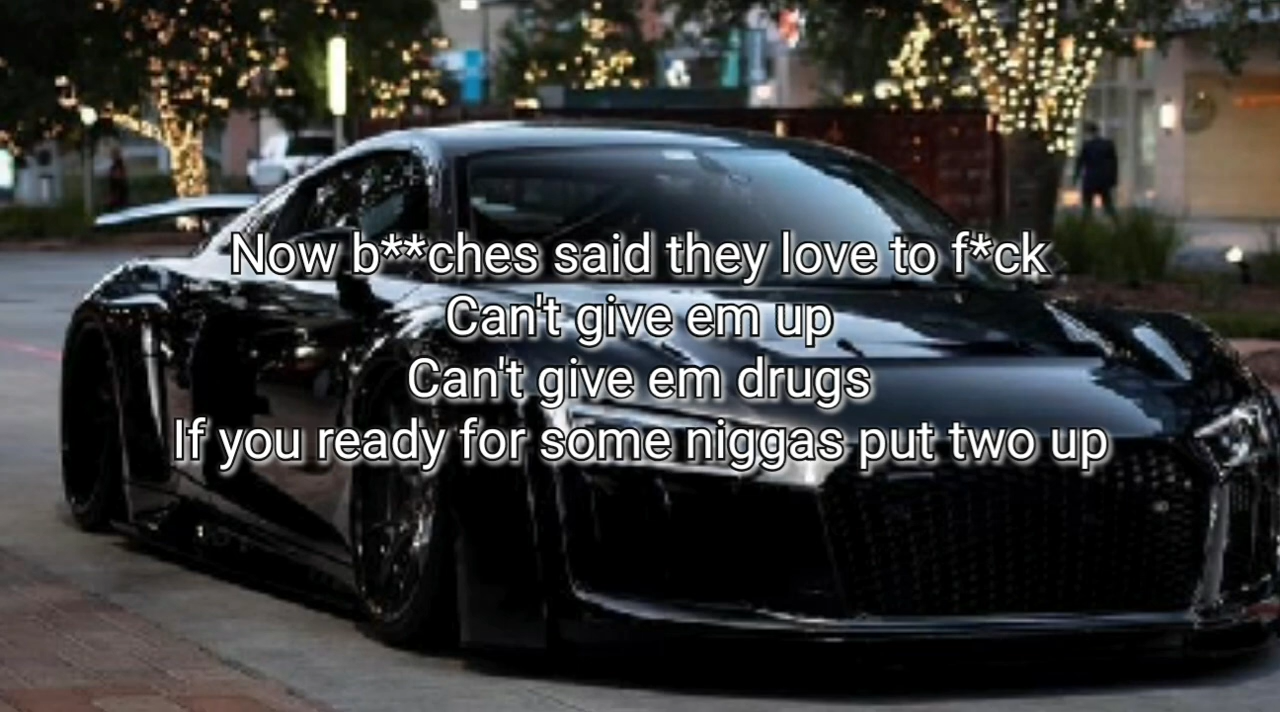 Now b**ches said they love to f*ck
Can't give em up
Can't give em drugs
If you ready for some niggas put two up